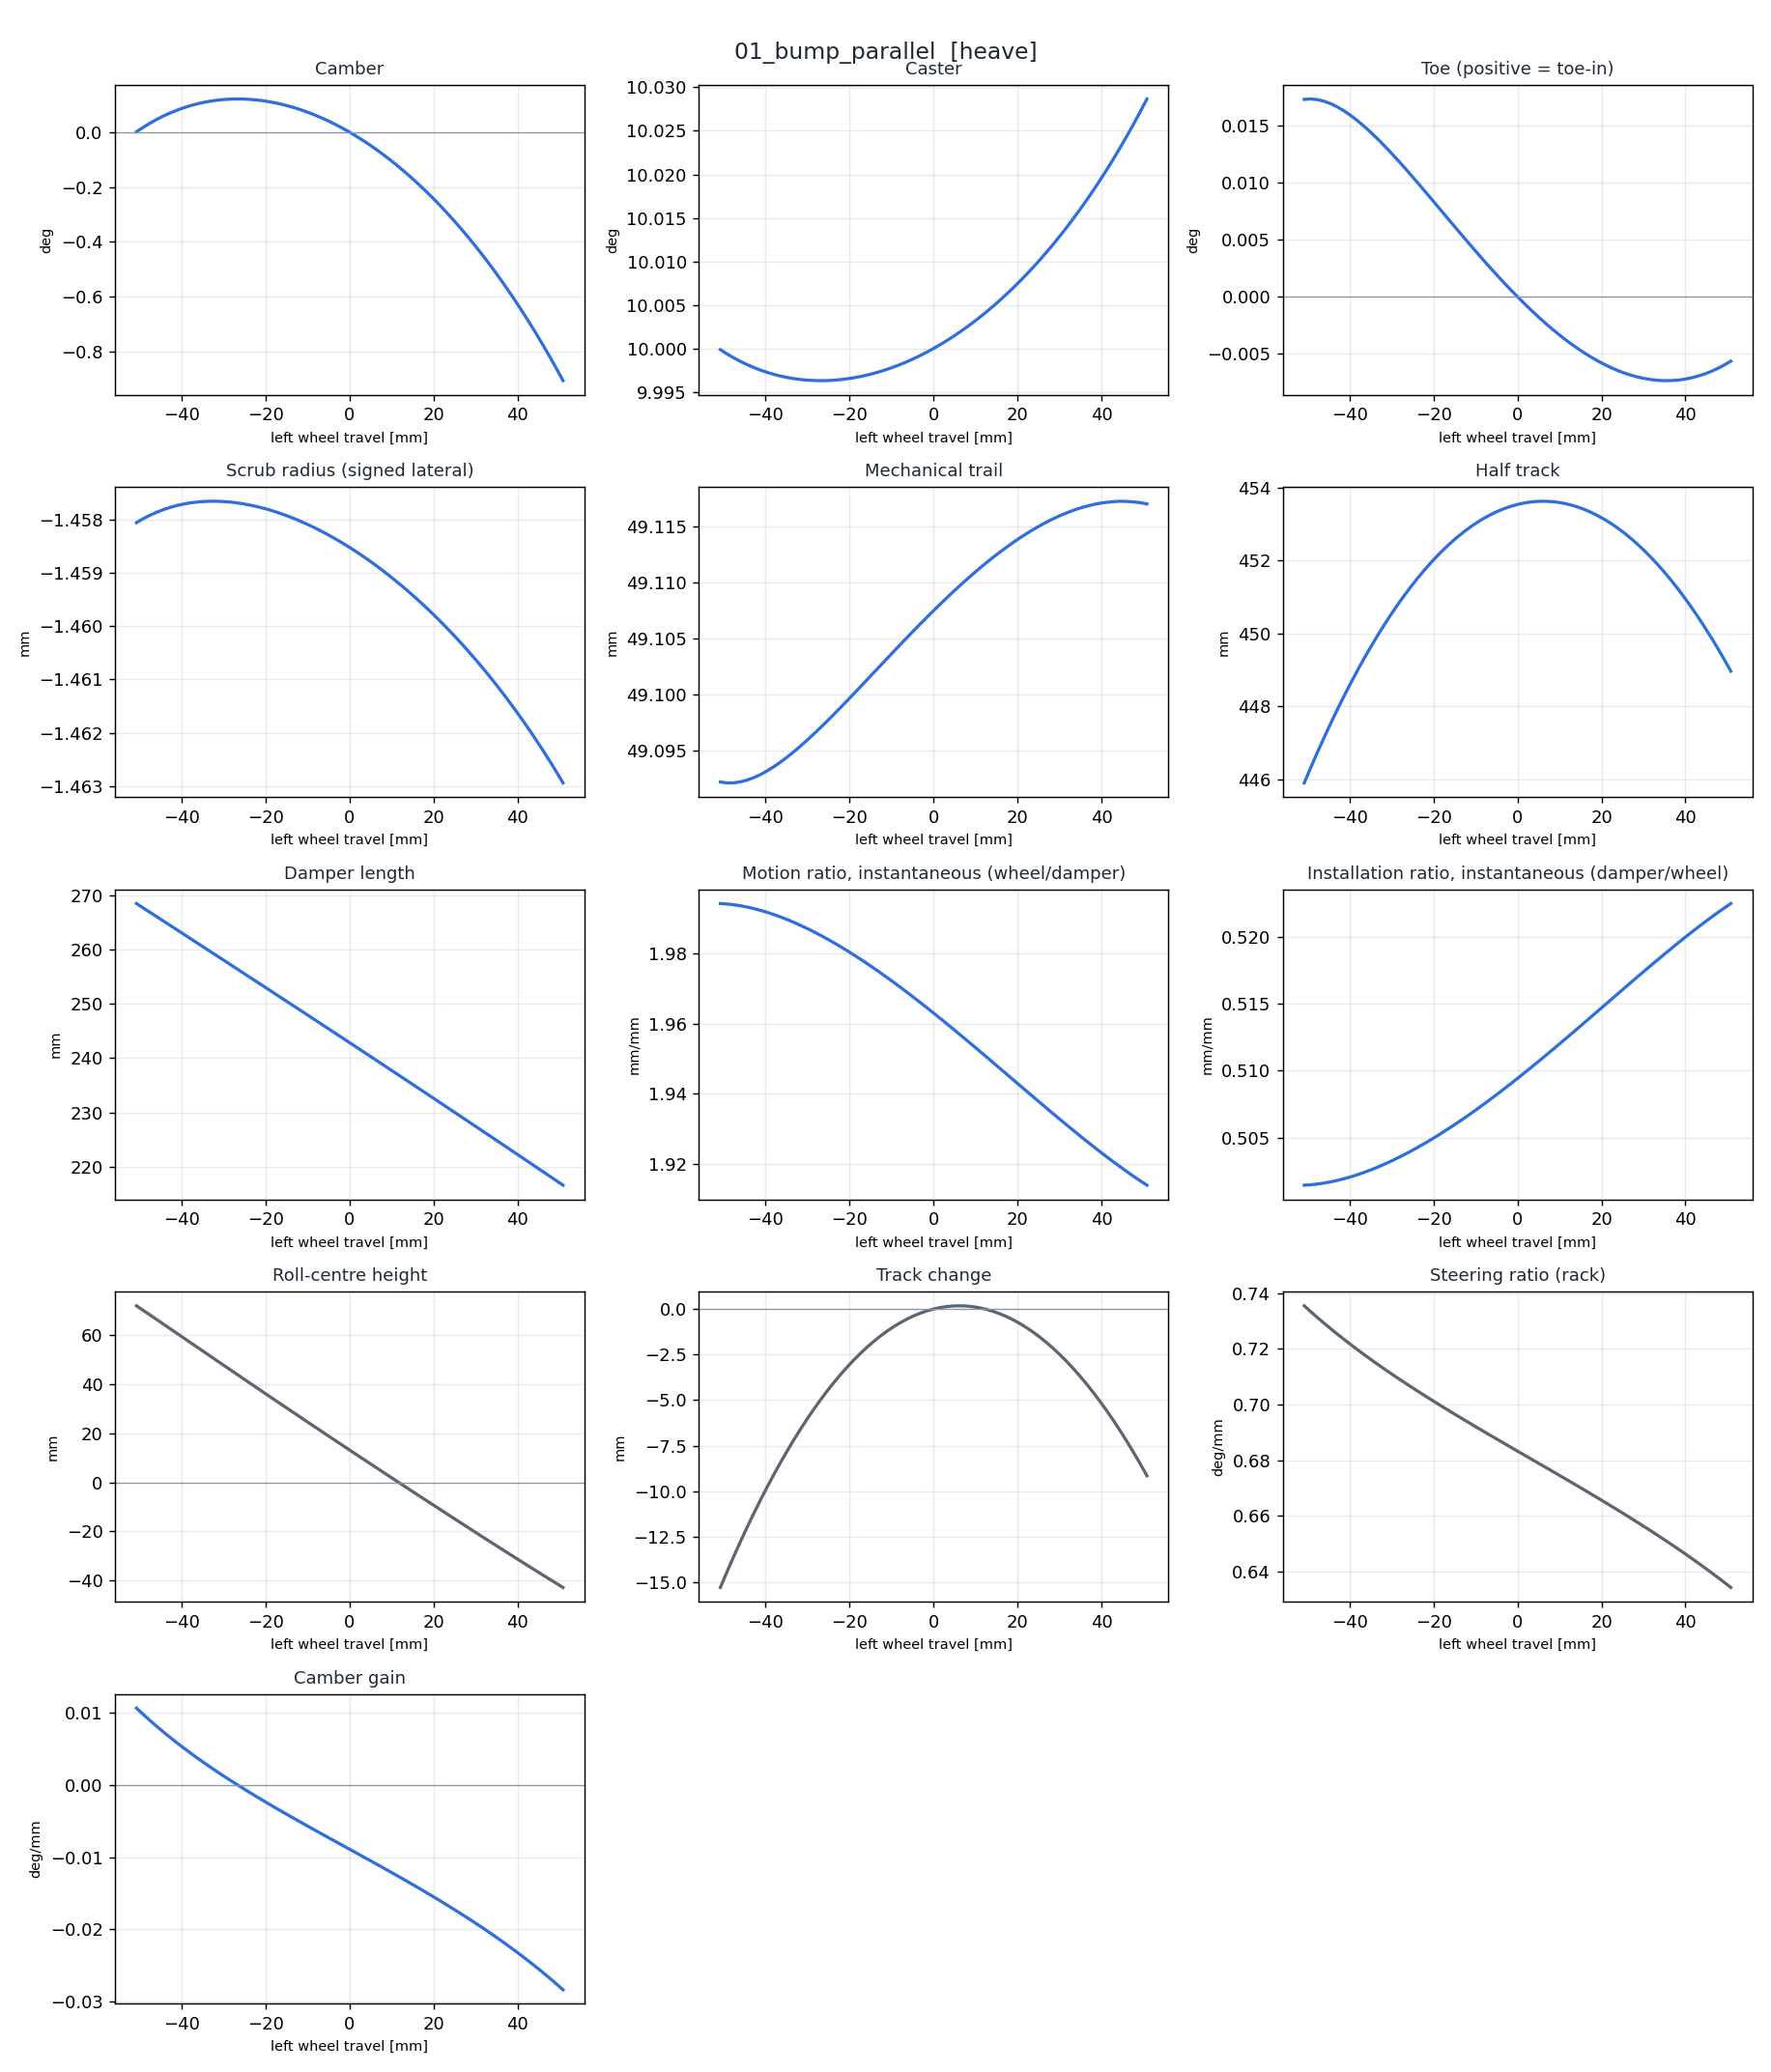 01_bump_parallel [heave]
Camber
0.0
−0.2
−0.4
−0.6
−0.8
deg
−40 −20 0 20 40
left wheel travel [mm]
Caster
10.030
10.025
10.020
10.015
10.010
10.005
10.000
9.995
deg
−40 −20 0 20 40
left wheel travel [mm]
Toe (positive = toe-in)
0.015
0.010
0.005
0.000
−0.005
deg
−40 −20 0 20 40
left wheel travel [mm]
Scrub radius (signed lateral)
−1.458
−1.459
−1.460
−1.461
−1.462
−1.463
mm
−40 −20 0 20 40
left wheel travel [mm]
Mechanical trail
49.115
49.110
49.105
49.100
49.095
mm
−40 −20 0 20 40
left wheel travel [mm]
Half track
454
452
450
448
446
mm
−40 −20 0 20 40
left wheel travel [mm]
Damper length
270
260
250
240
230
220
mm
−40 −20 0 20 40
left wheel travel [mm]
Motion ratio, instantaneous (wheel/damper)
1.98
1.96
1.94
1.92
mm/mm
−40 −20 0 20 40
left wheel travel [mm]
Installation ratio, instantaneous (damper/wheel)
0.520
0.515
0.510
0.505
mm/mm
−40 −20 0 20 40
left wheel travel [mm]
Roll-centre height
60
40
20
0
−20
−40
mm
−40 −20 0 20 40
left wheel travel [mm]
Track change
0.0
−2.5
−5.0
−7.5
−10.0
−12.5
−15.0
mm
−40 −20 0 20 40
left wheel travel [mm]
Steering ratio (rack)
0.74
0.72
0.70
0.68
0.66
0.64
deg/mm
−40 −20 0 20 40
left wheel travel [mm]
Camber gain
0.01
0.00
−0.01
−0.02
−0.03
deg/mm
−40 −20 0 20 40
left wheel travel [mm]